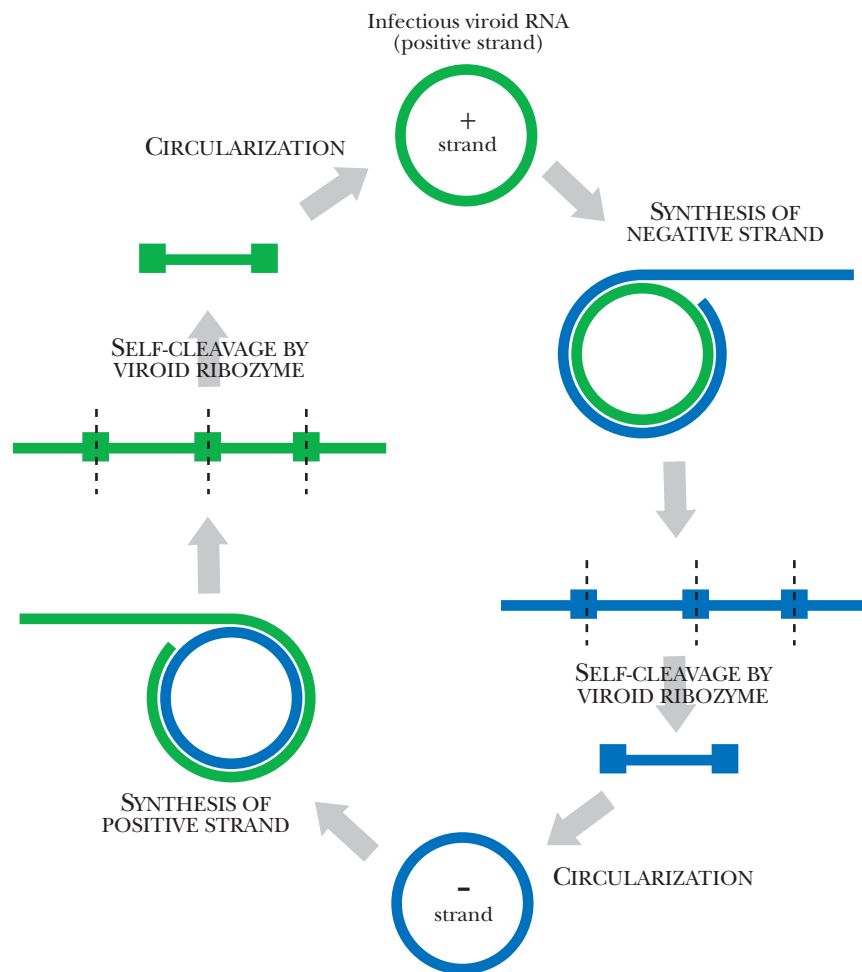 Infectious viroid RNA
(positive strand)
+
strand
CIRCULARIZATION
SYNTHESIS OF
NEGATIVE STRAND
SELF-CLEAVAGE BY
VIROID RIBOZYME
SELF-CLEAVAGE BY
VIROID RIBOZYME
SYNTHESIS OF
POSITIVE STRAND
-
strand
CIRCULARIZATION